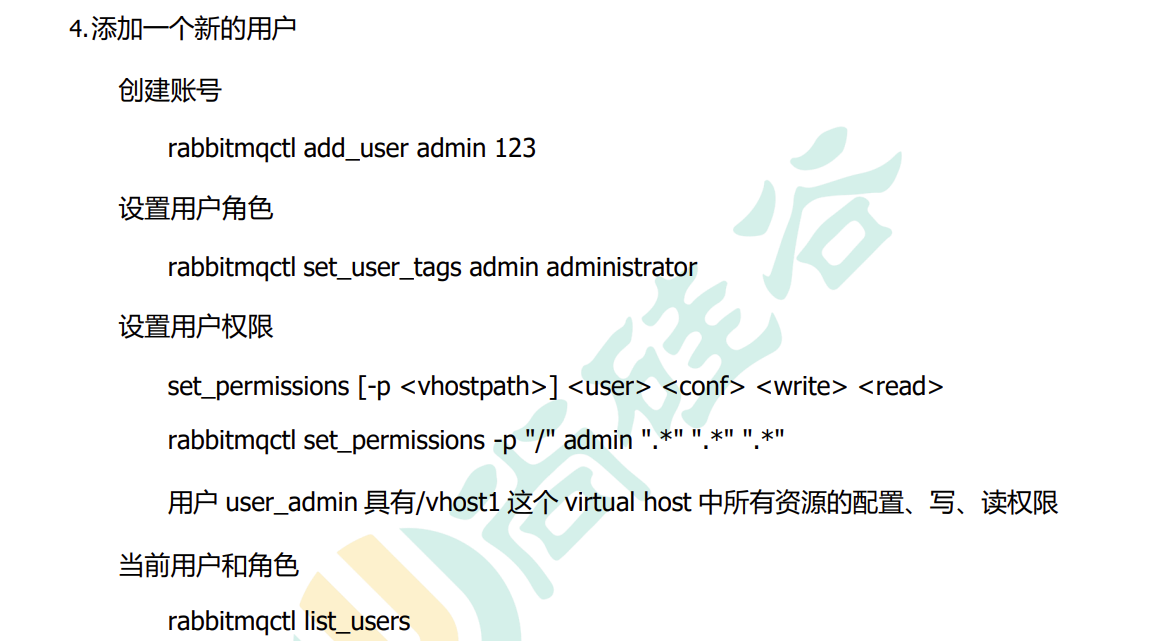 4.添加一个新的用户
创建账号
rabbitmqctl add_user admin 123
设置用户角色
rabbitmqctl set_user_tags admin administrator
设置用户权限
set_permissions [-p <vhostpath>] <user> <conf> <write> <read>
rabbitmqctl set_permissions -p "/" admin ".*" ".*" ".*"
用户 user_admin 具有/vhost1 这个 virtual host 中所有资源的配置、写、读权限
当前用户和角色
rabbitmqctl list_users
尚硅谷